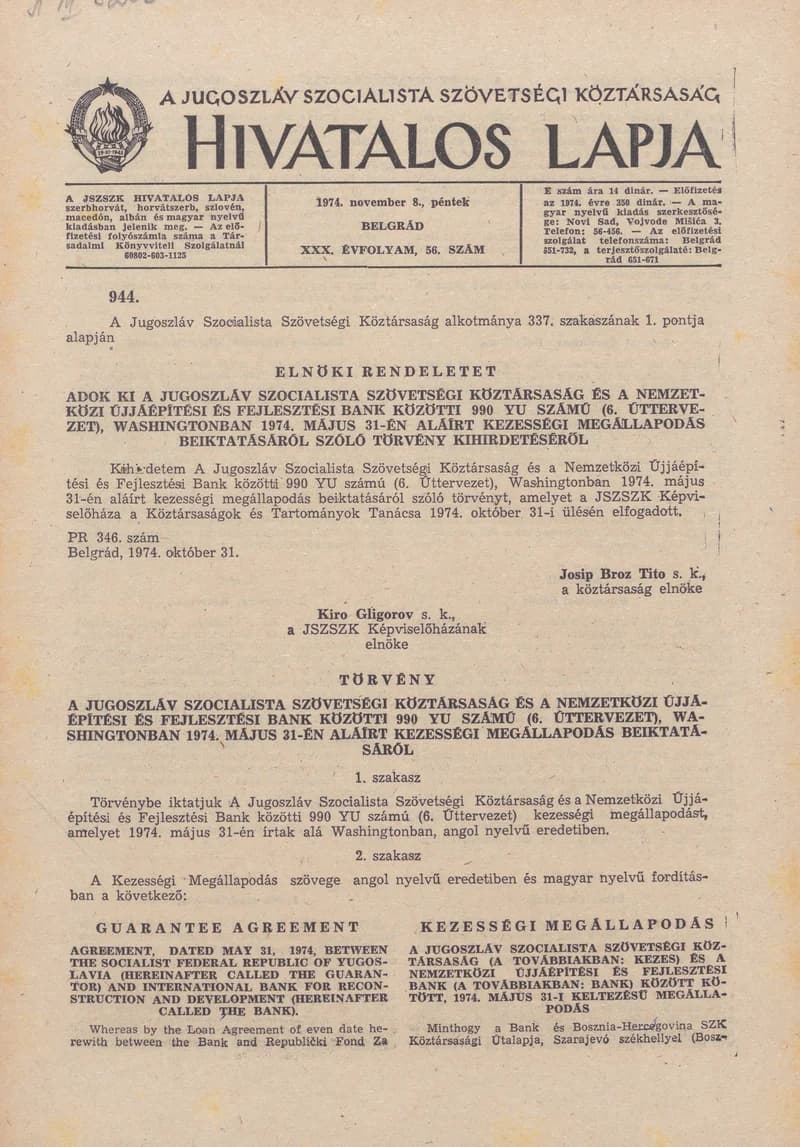 A JUGOSZLÁV SZOCIALISTA SZÖVETSÉGI KÖZTÁRSASÁG
HIVATALOS LAPJA
A JSZSZK HIVATALOS LAPJA
szerbhorvát, horvátszerb, szlovén,
macedón, albán és magyar nyelvű
kiadásban jelenik meg. — Az elő-
fizetési folyószámla száma a Tár-
sadalmi Könyvviteli Szolgálatnál
60802-603-1125
1974. november 8., péntek
BELGRÁD
XXX. ÉVFOLYAM, 56. SZÁM
E szám ára 14 dinár. — Előfizetés
az 1974. évre 350 dinár. — A ma-
gyar nyelvű kiadás szerkesztősé-
ge: Novi Sad, Vojvode Mišića 3.
Telefon: 56-456. — Az előfizetési
szolgálat telefonszáma: Belgrád
651-732, a terjesztőszolgálaté: Belg-
rád 651-671
944.
A Jugoszláv Szocialista Szövetségi Köztársaság alkotmánya 337. szakaszának 1. pontja
alapján
ELNÖKI RENDELETET
ADOK KI A JUGOSZLÁV SZOCIALISTA SZÖVETSÉGI KÖZTÁRSASÁG ÉS A NEMZET-
KÖZI ÚJJÁÉPÍTÉSI ÉS FEJLESZTÉSI BANK KÖZÖTTI 990 YU SZÁMÚ (6. ÚTTERVE-
ZET), WASHINGTONBAN 1974. MÁJUS 31-ÉN ALÁÍRT KEZESSÉGI MEGÁLLAPODÁS
BEIKTATÁSÁRÓL SZÓLÓ TÖRVÉNY KIHIRDETÉSÉRŐL
Kihirdetem A Jugoszláv Szocialista Szövetségi Köztársaság és a Nemzetközi Újjáépí-
tési és Fejlesztési Bank közötti 990 YU számú (6. Úttervezet), Washingtonban 1974. május
31-én aláírt kezességi megállapodás beiktatásáról szóló törvényt, amelyet a JSZSZK Képvi-
selőháza a Köztársaságok és Tartományok Tanácsa 1974. október 31-i ülésén elfogadott.
PR 346. szám
Belgrád, 1974. október 31.
Josip Broz Tito s. k.,
a köztársaság elnöke
Kiro Gligorov s. k.,
a JSZSZK Képviselőházának
elnöke
TÖRVÉNY
A JUGOSZLÁV SZOCIALISTA SZÖVETSÉGI KÖZTÁRSASÁG ÉS A NEMZETKÖZI ÚJJÁ-
ÉPÍTÉSI ÉS FEJLESZTÉSI BANK KÖZÖTTI 990 YU SZÁMÚ (6. ÚTTERVEZET), WA-
SHINGTONBAN 1974. MÁJUS 31-ÉN ALÁÍRT KEZESSÉGI MEGÁLLAPODÁS BEIKTATÁ-
SÁRÓL
1. szakasz
Törvénybe iktatjuk A Jugoszláv Szocialista Szövetségi Köztársaság és a Nemzetközi Újjá-
építési és Fejlesztési Bank közötti 990 YU számú (6. Úttervezet) kezességi megállapodást,
amelyet 1974. május 31-én írtak alá Washingtonban, angol nyelvű eredetiben.
2. szakasz
A Kezességi Megállapodás szövege angol nyelvű eredetiben és magyar nyelvű fordítás-
ban a következő:
GUARANTEE AGREEMENT
AGREEMENT, DATED MAY 31, 1974, BETWEEN
THE SOCIALIST FEDERAL REPUBLIC OF YUGOS-
LAVIA (HEREINAFTER CALLED THE GUARAN-
TOR) AND INTERNATIONAL BANK FOR RECON-
STRUCTION AND DEVELOPMENT (HEREINAFTER
CALLED THE BANK).
Whereas by the Loan Agreement of even date he-
rewith between the Bank and Republički Fond Za
KEZESSÉGI MEGÁLLAPODÁS
A JUGOSZLÁV SZOCIALISTA SZÖVETSÉGI KÖZ-
TÁRSASÁG (A TOVÁBBIAKBAN: KEZES) ÉS A
NEMZETKÖZI ÚJJÁÉPÍTÉSI ÉS FEJLESZTÉSI
BANK (A TOVÁBBIAKBAN: BANK) KÖZÖTT KÖ-
TÖTT, 1974. MÁJUS 31-I KELTEZÉSŰ MEGÁLLA-
PODÁS
Minthogy a Bank és Bosznia-Hercegovina SZK
Köztársasági Útalapja, Szarajevó székhellyel (Bosz-